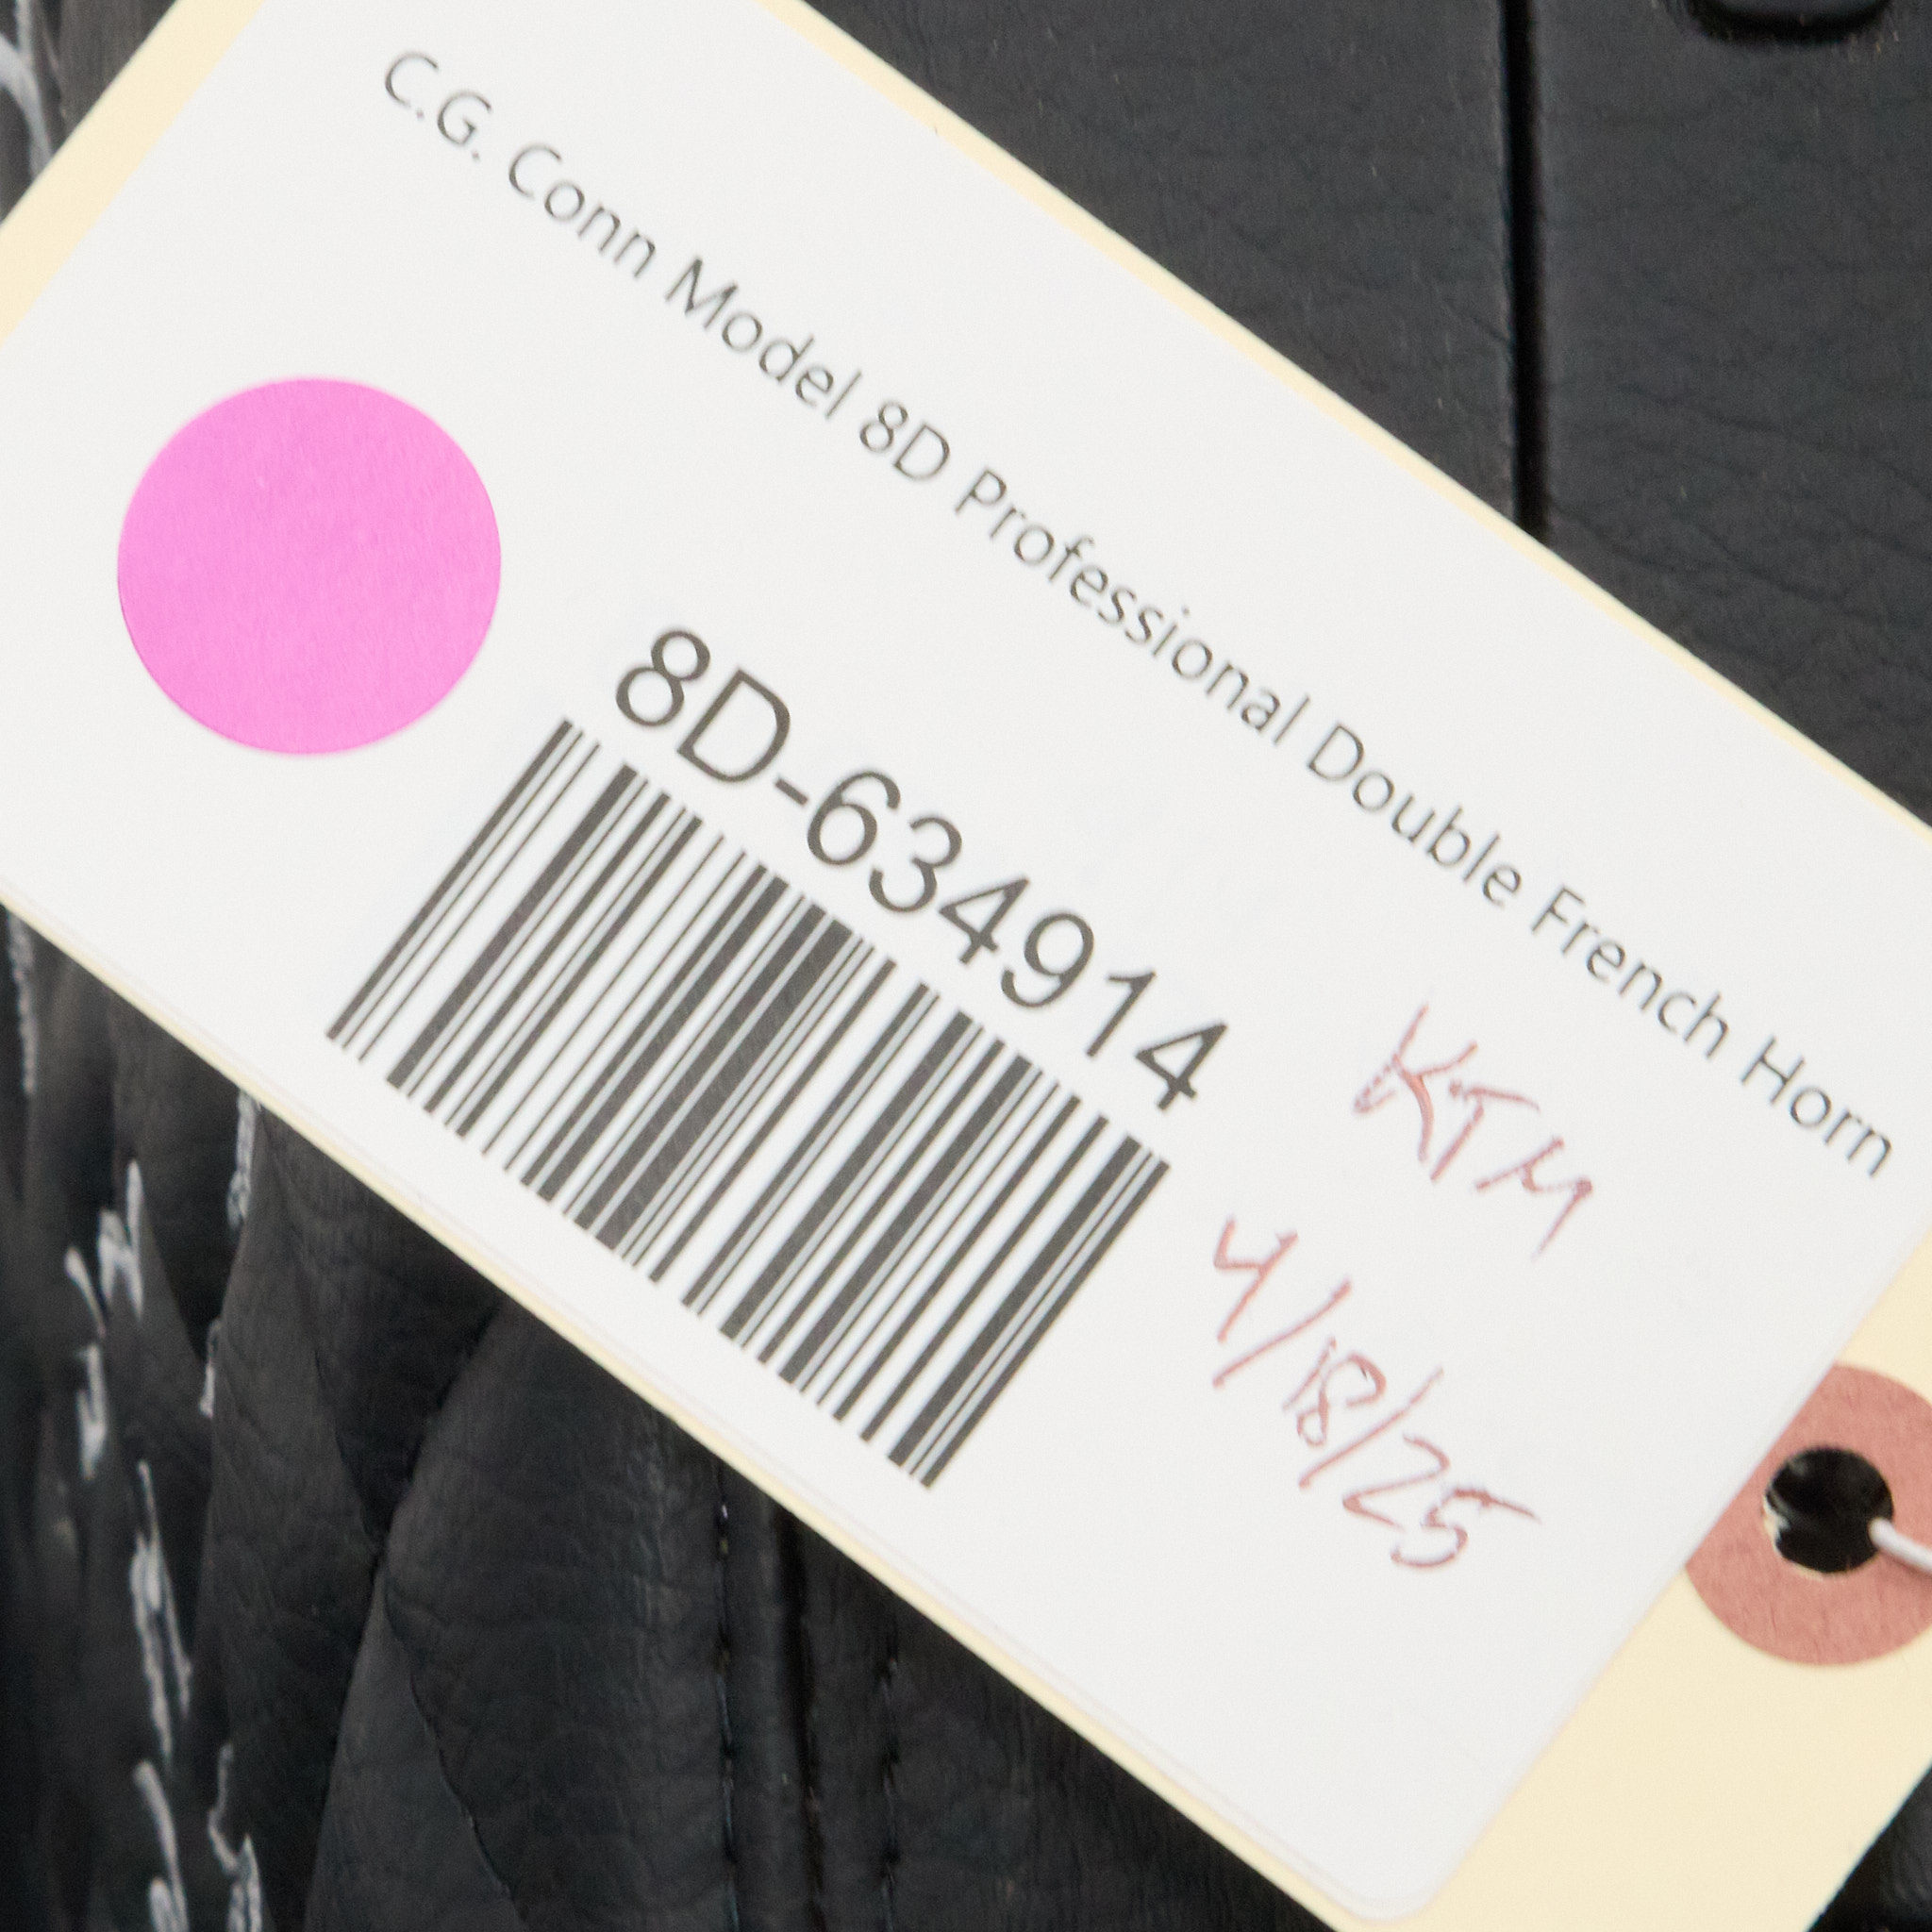 C.G. Conn Model 8D Professional Double French Horn
8D-634914
KTM
4/18/25